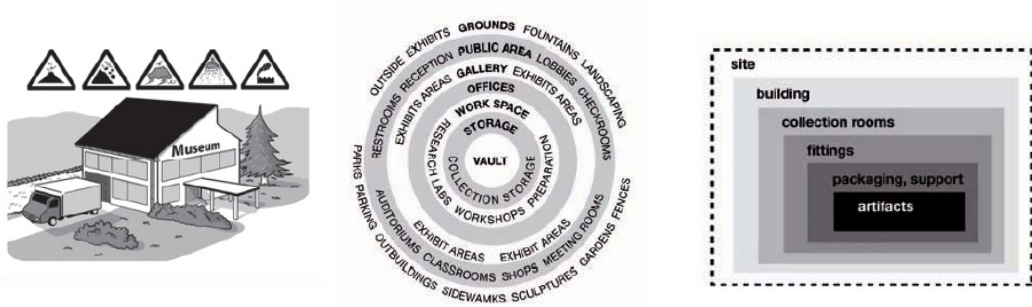 Museum
OUTSIDE EXHIBITS GROUNDS FOUNTAINS LANDSCAPING
RESTROOMS RECEPTION PUBLIC AREA LOBBIES CHECKROOMS
EXHIBITS AREAS GALLERY EXHIBITS AREAS
OFFICES
WORK SPACE
STORAGE
VAULT
COLLECTION STORAGE
RESEARCH LABS WORKSHOPS PREPARATION
EXHIBIT AREAS EXHIBIT AREAS
AUDITORIUMS CLASSROOMS SHOPS MEETING ROOMS
PARKS PARKING OUTBUILDINGS SIDEWAMKS SCULPTURES GARDENS FENCES
site
building
collection rooms
fittings
packaging, support
artifacts